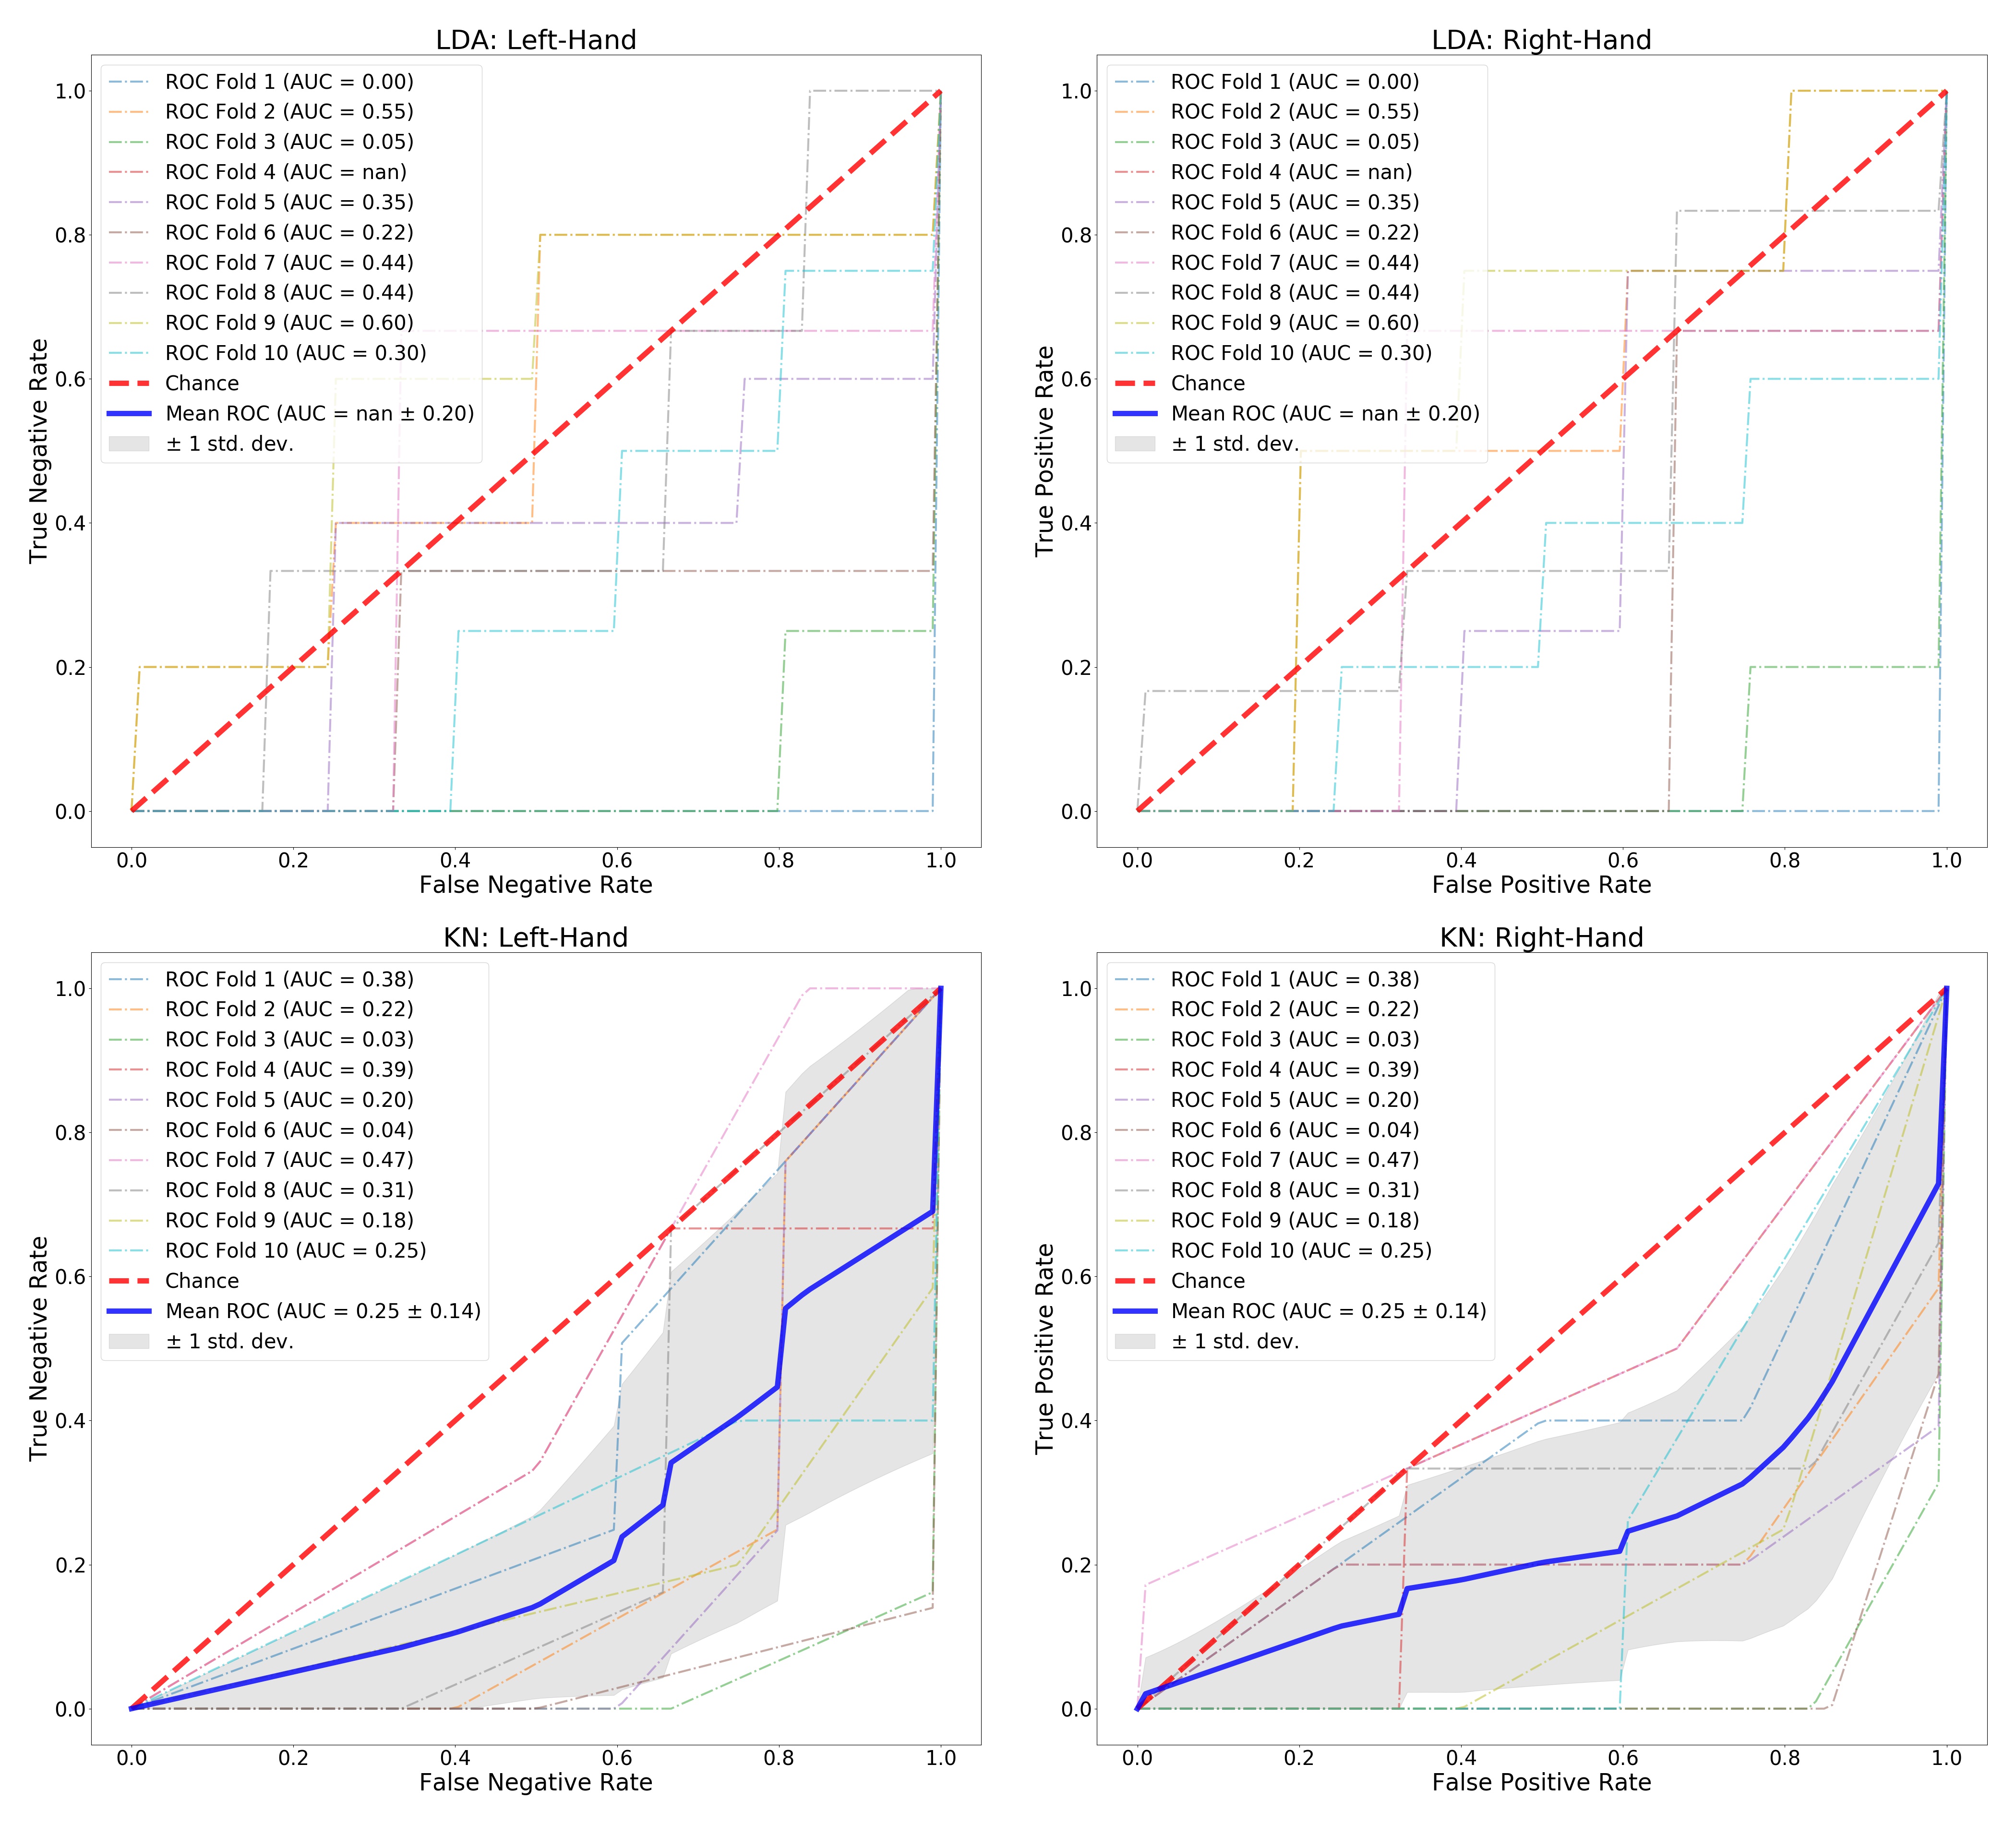 LDA: Left-Hand
ROC Fold 1 (AUC = 0.00)
ROC Fold 2 (AUC = 0.55)
ROC Fold 3 (AUC = 0.05)
ROC Fold 4 (AUC = nan)
ROC Fold 5 (AUC = 0.35)
ROC Fold 6 (AUC = 0.22)
ROC Fold 7 (AUC = 0.44)
ROC Fold 8 (AUC = 0.44)
ROC Fold 9 (AUC = 0.60)
ROC Fold 10 (AUC = 0.30)
Chance
Mean ROC (AUC = nan ± 0.20)
± 1 std. dev.
True Negative Rate
1.0
0.8
0.6
0.4
0.2
0.0
0.0 0.2 0.4 0.6 0.8 1.0
False Negative Rate
LDA: Right-Hand
ROC Fold 1 (AUC = 0.00)
ROC Fold 2 (AUC = 0.55)
ROC Fold 3 (AUC = 0.05)
ROC Fold 4 (AUC = nan)
ROC Fold 5 (AUC = 0.35)
ROC Fold 6 (AUC = 0.22)
ROC Fold 7 (AUC = 0.44)
ROC Fold 8 (AUC = 0.44)
ROC Fold 9 (AUC = 0.60)
ROC Fold 10 (AUC = 0.30)
Chance
Mean ROC (AUC = nan ± 0.20)
± 1 std. dev.
True Positive Rate
1.0
0.8
0.6
0.4
0.2
0.0
0.0 0.2 0.4 0.6 0.8 1.0
False Positive Rate
KN: Left-Hand
ROC Fold 1 (AUC = 0.38)
ROC Fold 2 (AUC = 0.22)
ROC Fold 3 (AUC = 0.03)
ROC Fold 4 (AUC = 0.39)
ROC Fold 5 (AUC = 0.20)
ROC Fold 6 (AUC = 0.04)
ROC Fold 7 (AUC = 0.47)
ROC Fold 8 (AUC = 0.31)
ROC Fold 9 (AUC = 0.18)
ROC Fold 10 (AUC = 0.25)
Chance
Mean ROC (AUC = 0.25 ± 0.14)
± 1 std. dev.
True Negative Rate
1.0
0.8
0.6
0.4
0.2
0.0
0.0 0.2 0.4 0.6 0.8 1.0
False Negative Rate
KN: Right-Hand
ROC Fold 1 (AUC = 0.38)
ROC Fold 2 (AUC = 0.22)
ROC Fold 3 (AUC = 0.03)
ROC Fold 4 (AUC = 0.39)
ROC Fold 5 (AUC = 0.20)
ROC Fold 6 (AUC = 0.04)
ROC Fold 7 (AUC = 0.47)
ROC Fold 8 (AUC = 0.31)
ROC Fold 9 (AUC = 0.18)
ROC Fold 10 (AUC = 0.25)
Chance
Mean ROC (AUC = 0.25 ± 0.14)
± 1 std. dev.
True Positive Rate
1.0
0.8
0.6
0.4
0.2
0.0
0.0 0.2 0.4 0.6 0.8 1.0
False Positive Rate